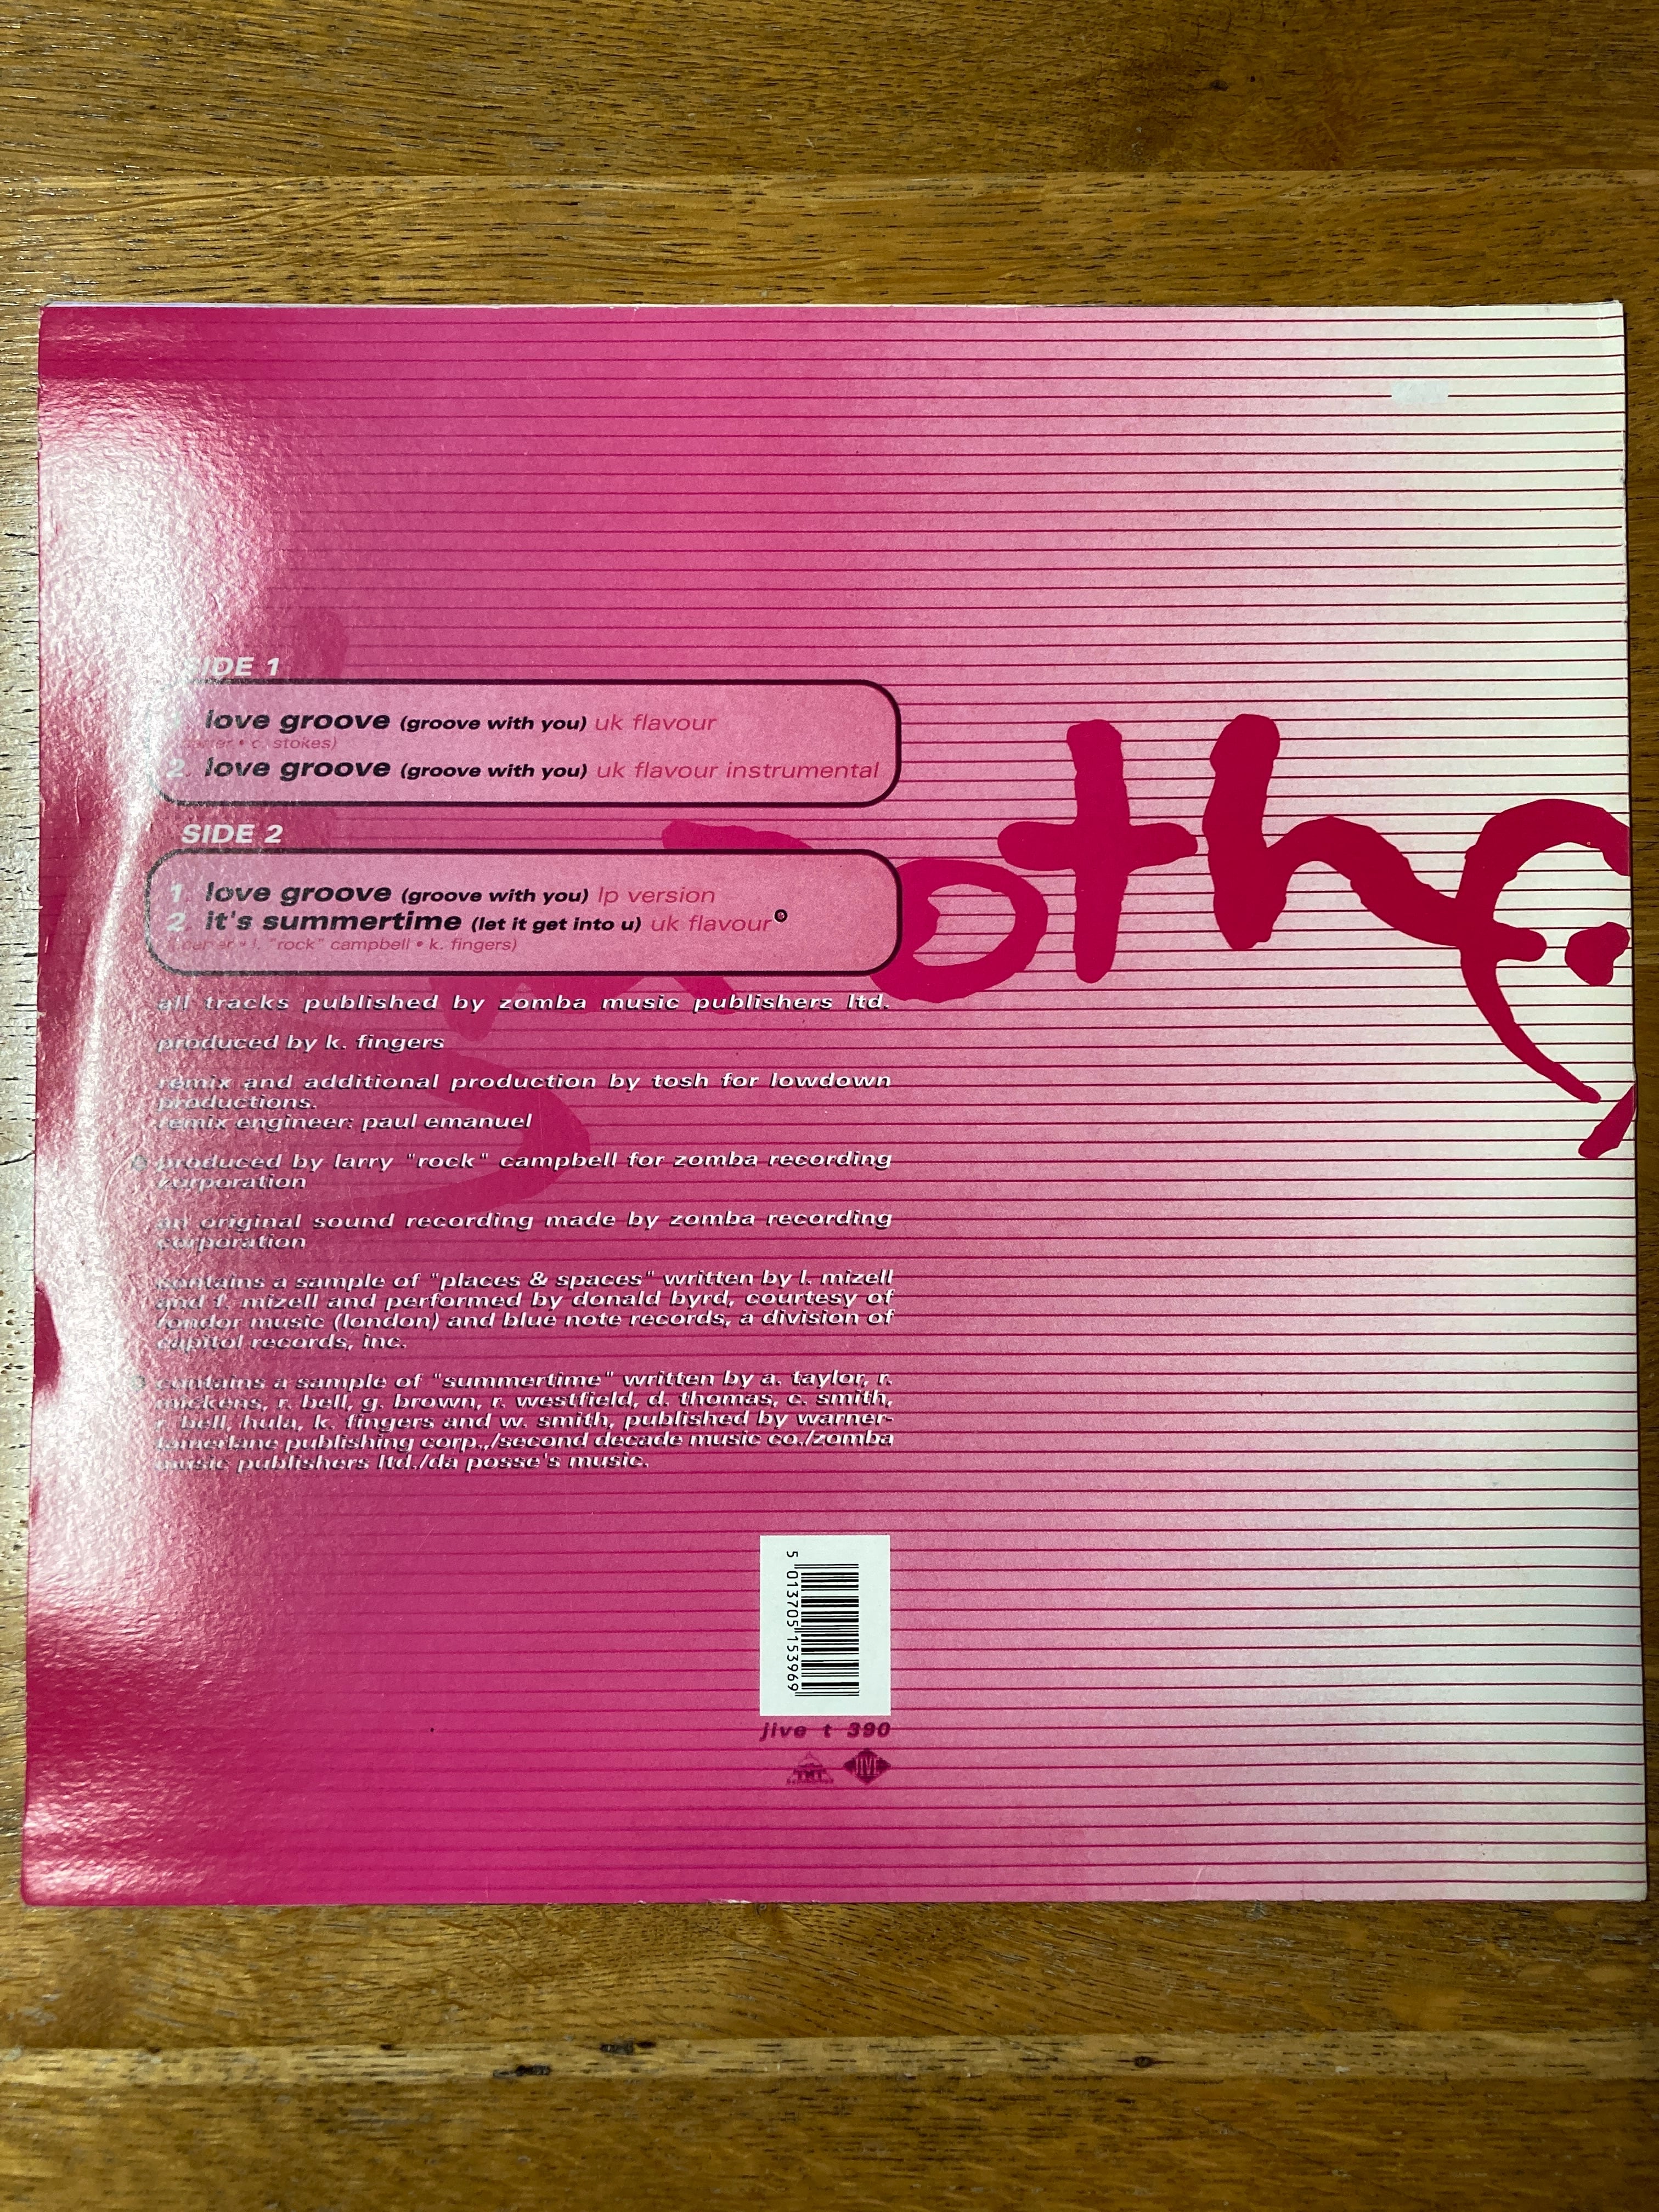 SIDE 1
love groove (groove with you) uk flavour
c. stokes)
2. love groove (groove with you) uk flavour instrumental
SIDE 2
1. love groove (groove with you) lp version
2 it's summertime (let it get into u) uk flavour°
l. "rock" campbell • k. fingers)
all tracks published by zomba music publishers ltd.
produced by k. fingers
remix and additional production by tosh for lowdown
productions.
remix engineer: paul emanuel
° produced by larry "rock" campbell for zomba recording
corporation
an original sound recording made by zomba recording
corporation
contains a sample of "places & spaces" written by l. mizell
and f. mizell and performed by donald byrd, courtesy of
rondor music (london) and blue note records, a division of
capitol records, inc.
° contains a sample of "summertime" written by a. taylor, r.
mickens, r. bell, g. brown, r. westfield, d. thomas, c. smith,
r. bell, hula, k. fingers and w. smith, published by warner-
tamerlane publishing corp.,/second decade music co./zomba
music publishers ltd./da posse's music.
5 013705 153969
jive t 390
TNT JIVE